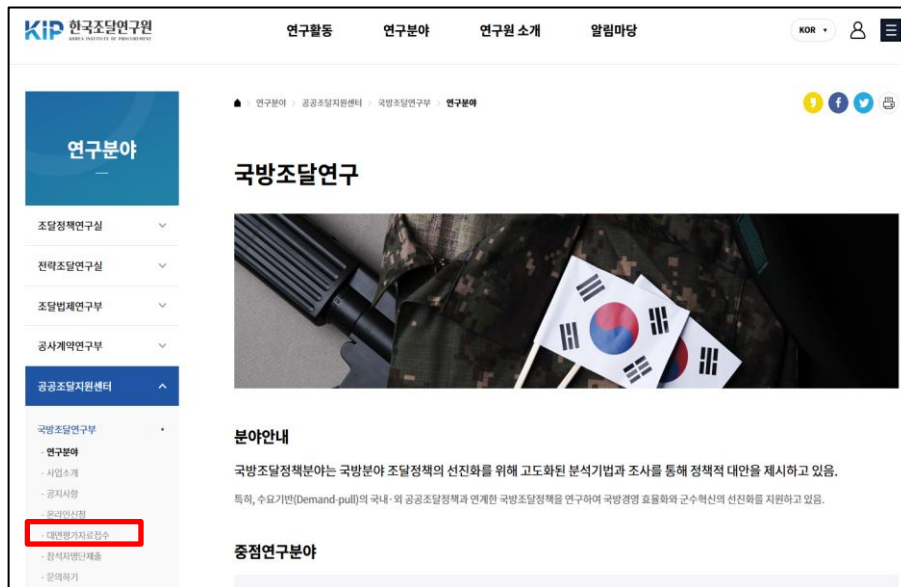 KIP 한국조달연구원
KOREA INSTITUTE OF PROCUREMENT
연구활동
연구분야
연구원 소개
알림마당
KOR
연구분야 > 공공조달지원센터 > 국방조달연구부 > 연구분야
연구분야
국방조달연구
조달정책연구실
전략조달연구실
조달법제연구부
공사계약연구부
공공조달지원센터
국방조달연구부
- 연구분야
- 사업소개
- 공지사항
- 온라인신청
- 대면평가자료접수
- 참석자명단제출
- 문의하기
분야안내
국방조달정책분야는 국방분야 조달정책의 선진화를 위해 고도화된 분석기법과 조사를 통해 정책적 대안을 제시하고 있음.
특히, 수요기반(Demand-pull)의 국내·외 공공조달정책과 연계한 국방조달정책을 연구하여 국방경영 효율화와 군수혁신의 선진화를 지원하고 있음.
중점연구분야